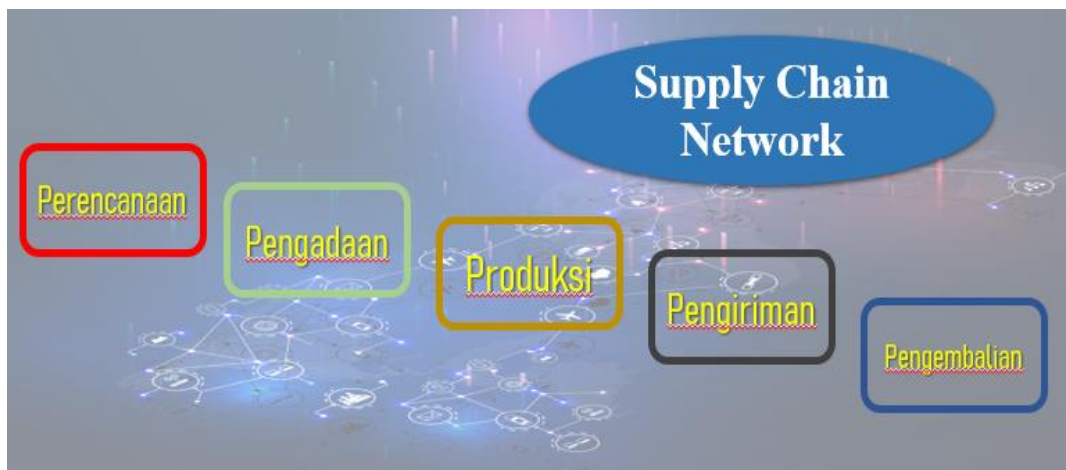 Supply Chain
Network
Perencanaan
Pengadaan
Produksi
Pengiriman
Pengembalian